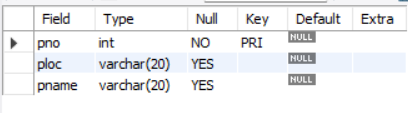 Field Type Null Key Default Extra
pno int NO PRI NULL
ploc varchar(20) YES NULL
pname varchar(20) YES NULL